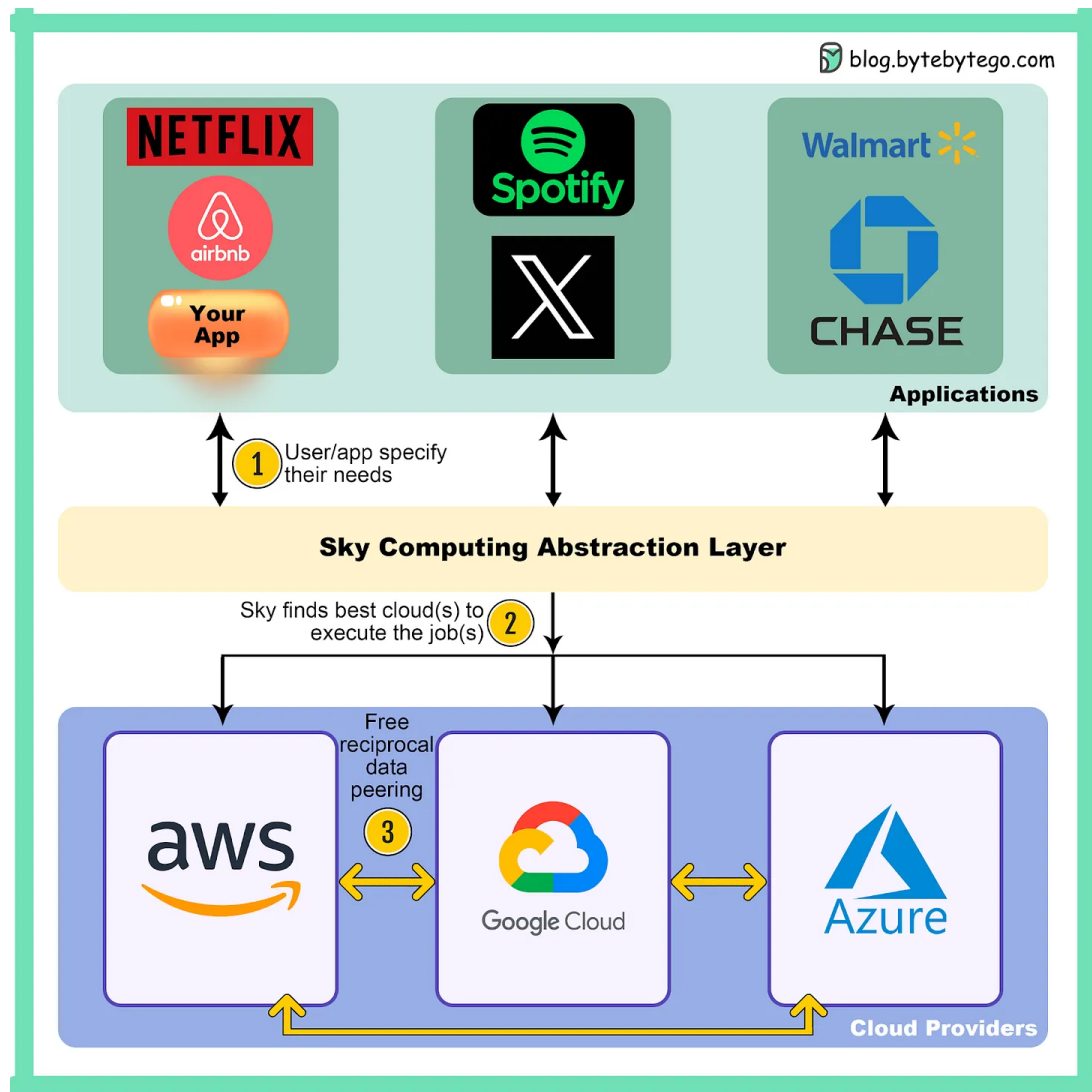 blog.bytebytego.com
NETFLIX
airbnb
Your
App
Spotify
X
Walmart
CHASE
Applications
1
User/app specify
their needs
Sky Computing Abstraction Layer
Sky finds best cloud(s) to
execute the job(s)
2
Free
reciprocal
data
peering
3
aws
Google Cloud
Azure
Cloud Providers